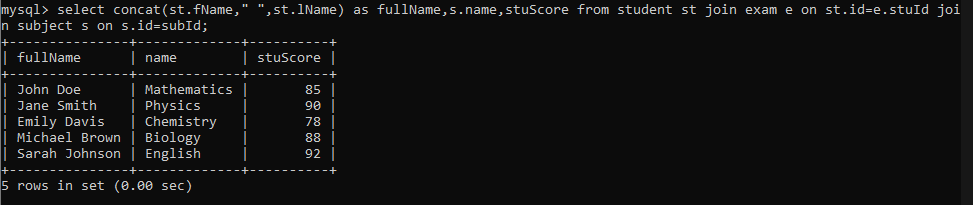 mysql> select concat(st.fName," ",st.lName) as fullName,s.name,stuScore from student st join exam e on st.id=e.stuId joi
n subject s on s.id=subId;
+---------------+-------------+----------+
| fullName      | name        | stuScore |
+---------------+-------------+----------+
| John Doe      | Mathematics |       85 |
| Jane Smith    | Physics     |       90 |
| Emily Davis   | Chemistry   |       78 |
| Michael Brown | Biology     |       88 |
| Sarah Johnson | English     |       92 |
+---------------+-------------+----------+
5 rows in set (0.00 sec)